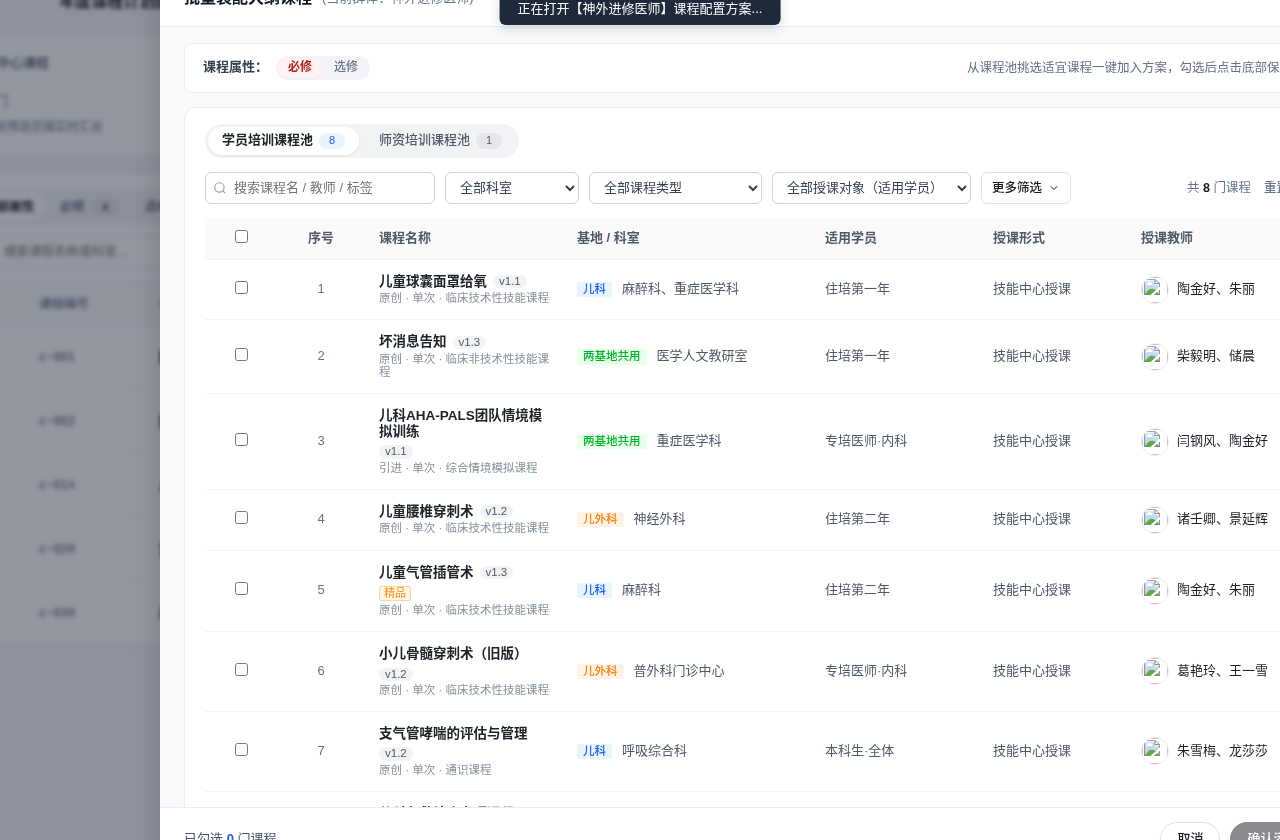 正在打开【神外进修医师】课程配置方案...
课程属性： 必修 选修 从课程池挑选适宜课程一键加入方案，勾选后点击底部保
学员培训课程池 8 师资培训课程池 1
搜索课程名 / 教师 / 标签 全部科室 全部课程类型 全部授课对象（适用学员） 更多筛选 共 8 门课程 重置
序号 课程名称 基地 / 科室 适用学员 授课形式 授课教师
1 儿童球囊面罩给氧 v1.1 儿科 麻醉科、重症医学科 住培第一年 技能中心授课 陶金好、朱丽
原创 · 单次 · 临床技术性技能课程
2 坏消息告知 v1.3 两基地共用 医学人文教研室 住培第一年 技能中心授课 柴毅明、储晨
原创 · 单次 · 临床非技术性技能课
程
3 儿科AHA-PALS团队情境模 两基地共用 重症医学科 专培医师·内科 技能中心授课 闫钢风、陶金好
拟训练
v1.1
引进 · 单次 · 综合情境模拟课程
4 儿童腰椎穿刺术 v1.2 儿外科 神经外科 住培第二年 技能中心授课 诸壬卿、景延辉
原创 · 单次 · 临床技术性技能课程
5 儿童气管插管术 v1.3 儿科 麻醉科 住培第二年 技能中心授课 陶金好、朱丽
精品
原创 · 单次 · 临床技术性技能课程
6 小儿骨髓穿刺术（旧版） 儿外科 普外科门诊中心 专培医师·内科 技能中心授课 葛艳玲、王一雪
v1.2
原创 · 单次 · 临床技术性技能课程
7 支气管哮喘的评估与管理 儿科 呼吸综合科 本科生·全体 技能中心授课 朱雪梅、龙莎莎
v1.2
原创 · 单次 · 通识课程
已勾选 0 门课程 取消